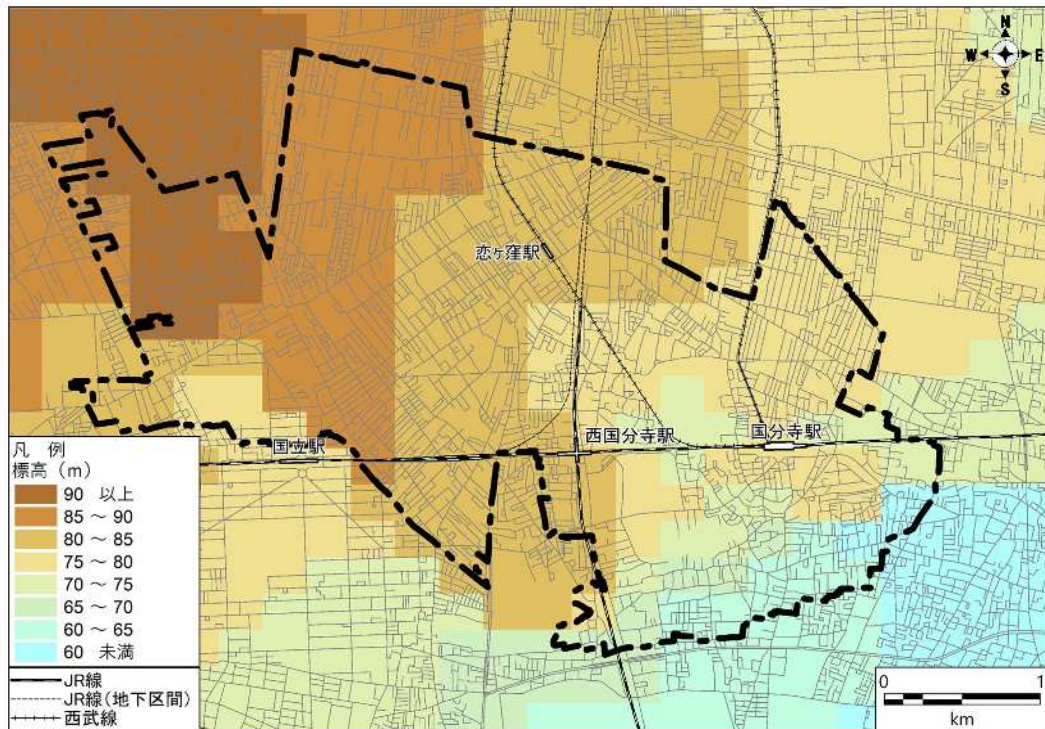 N
W E
S
恋ヶ窪駅
西国分寺駅
国分寺駅
国立駅
凡 例
標高(m)
90 以上
85 ~ 90
80 ~ 85
75 ~ 80
70 ~ 75
65 ~ 70
60 ~ 65
60 未満
JR線
JR線(地下区間)
西武線
0 1
km